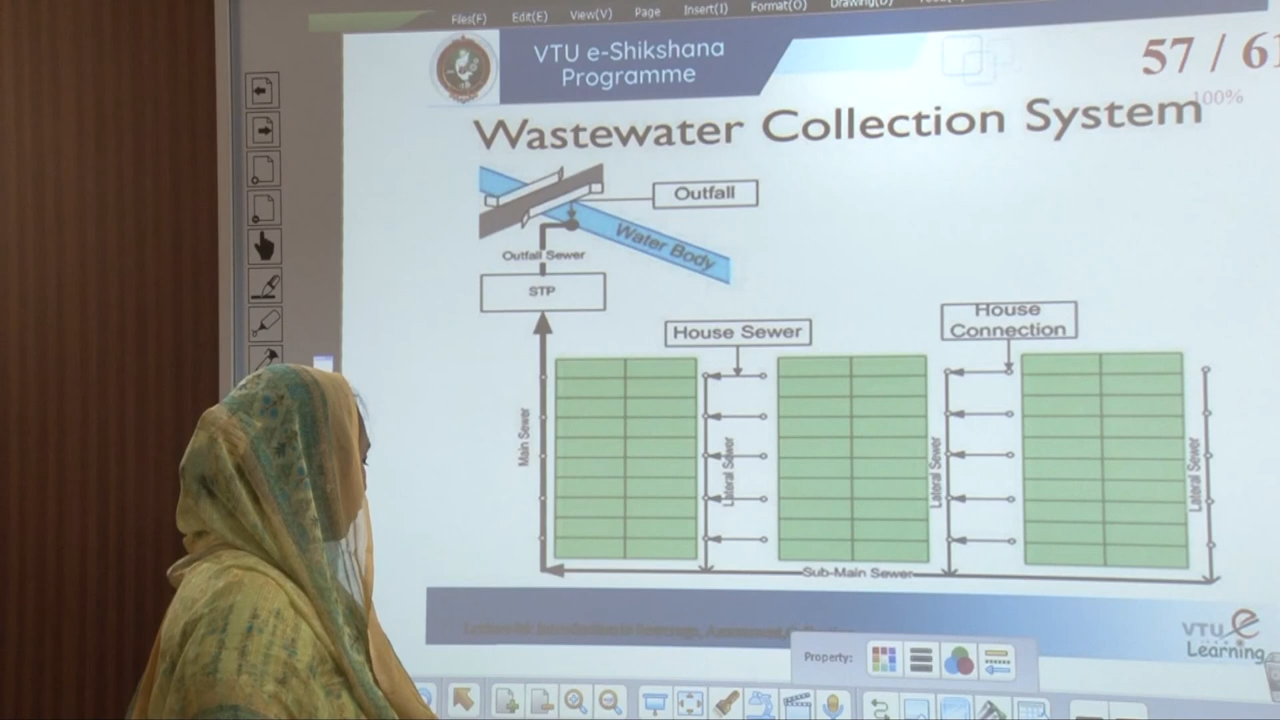 Files(F) Edit(E) View(V) Page Insert(I) Format(O) Drawing(D)
VTU e-Shikshana
Programme
57 / 61
100%
Wastewater Collection System
Outfall
Water Body
Outfall Sewer
STP
House Sewer
House
Connection
Main Sewer
Lateral Sewer
Lateral Sewer
Lateral Sewer
Sub-Main Sewer
VTU
Learning
Property: